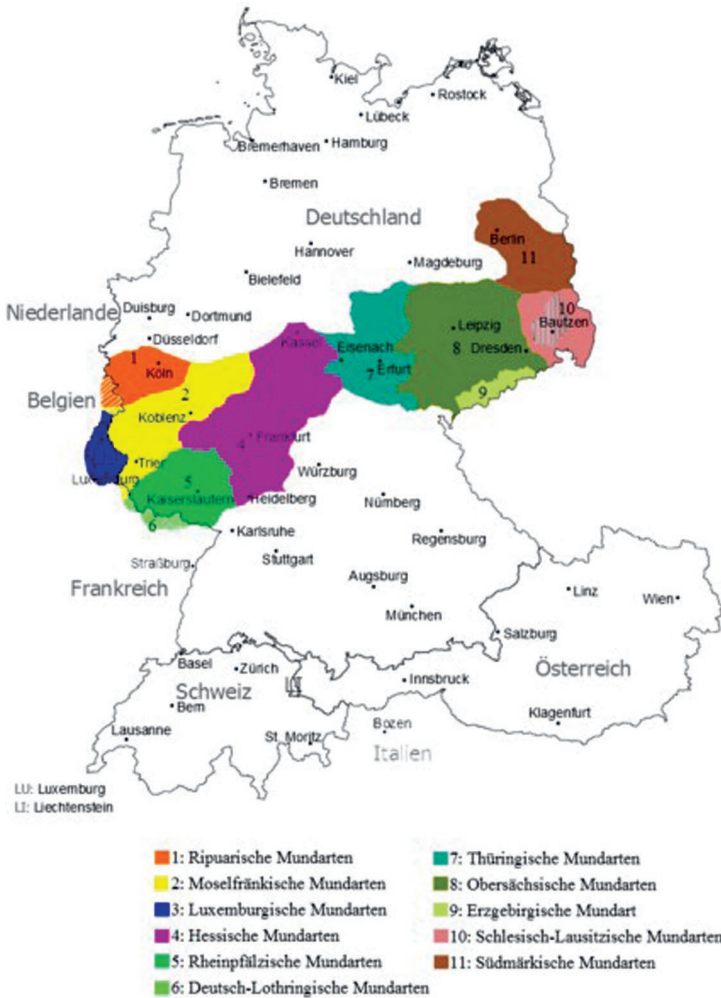 Kiel
Rostock
Lübeck
Hamburg
Bremerhaven
Bremen
Deutschland
Berlin
Hannover
11
Magdeburg
Bielefeld
Niederlande
10
Duisburg
Dortmund
Leipzig
Bautzen
Düsseldorf
Kassel
Eisenach
8
Dresden
1
Köln
7
Erfurt
2
9
Belgien
Koblenz
4
Frankfurt
Trier
Würzburg
Luxemburg
5
Kaiserslautern
Heidelberg
Nürnberg
6
Karlsruhe
Regensburg
Stuttgart
Straßburg
Frankreich
Augsburg
Linz
Wien
München
Salzburg
Basel
Zürich
Österreich
Schweiz
LI
Innsbruck
Bern
Bozen
Klagenfurt
Lausanne
St. Moritz
Italien
LU: Luxemburg
LI: Liechtenstein
1: Ripuarische Mundarten
2: Moselfränkische Mundarten
3: Luxemburgische Mundarten
4: Hessische Mundarten
5: Rheinpfälzische Mundarten
6: Deutsch-Lothringische Mundarten
7: Thüringische Mundarten
8: Obersächsische Mundarten
9: Erzgebirgische Mundart
10: Schlesisch-Lausitzische Mundarten
11: Südmärkische Mundarten